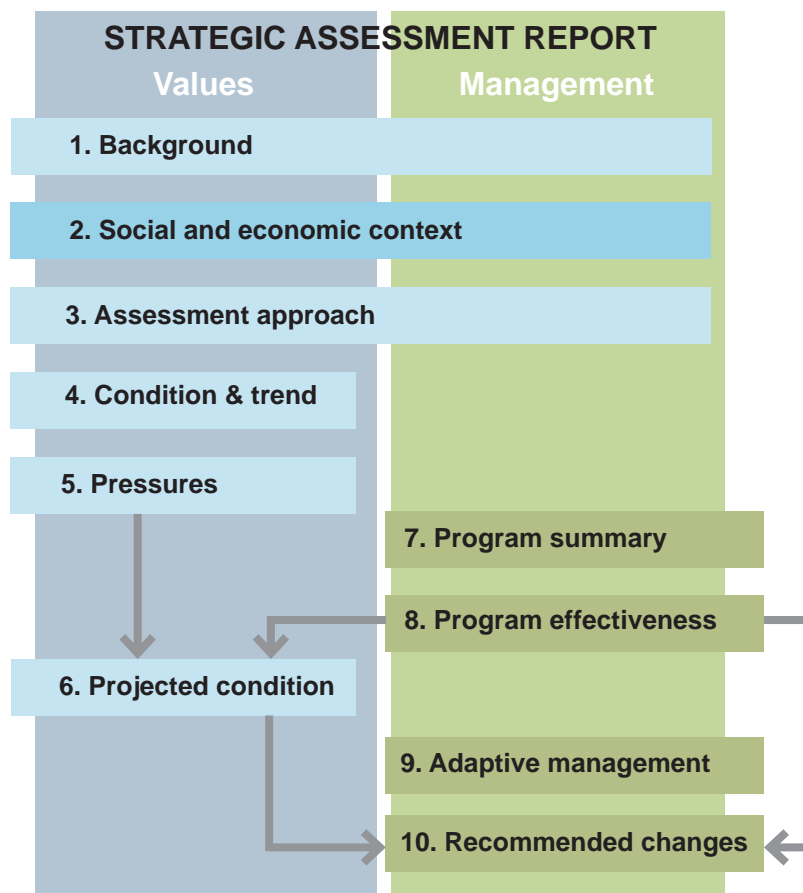 STRATEGIC ASSESSMENT REPORT
Values
Management
1. Background
2. Social and economic context
3. Assessment approach
4. Condition & trend
5. Pressures
6. Projected condition
7. Program summary
8. Program effectiveness
9. Adaptive management
10. Recommended changes